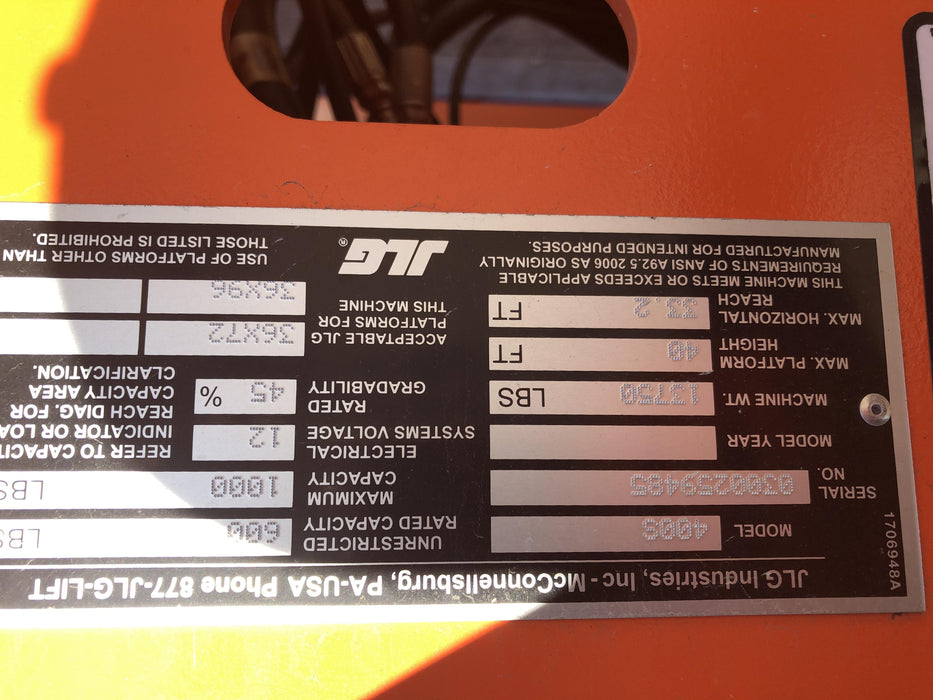 JLG Industries, Inc - McConnellsburg, PA-USA Phone 877-JLG-LIFT
1706948A
MODEL 400S
SERIAL NO. 0300259485
MODEL YEAR
MACHINE WT. 13750 LBS
MAX. PLATFORM HEIGHT 40 FT
MAX. HORIZONTAL REACH 33.2 FT
THIS MACHINE MEETS OR EXCEEDS APPLICABLE
REQUIREMENTS OF ANSI A92.5 2006 AS ORIGINALLY
MANUFACTURED FOR INTENDED PURPOSES.
UNRESTRICTED RATED CAPACITY 600 LBS
MAXIMUM CAPACITY 1000 LBS
ELECTRICAL SYSTEMS VOLTAGE 12
RATED GRADABILITY 45 %
REFER TO CAPACIT
INDICATOR OR LOA
REACH DIAG. FOR
CAPACITY AREA
CLARIFICATION.
ACCEPTABLE JLG
PLATFORMS FOR
THIS MACHINE
36X72
36X96
JLG®
USE OF PLATFORMS OTHER THAN
THOSE LISTED IS PROHIBITED.